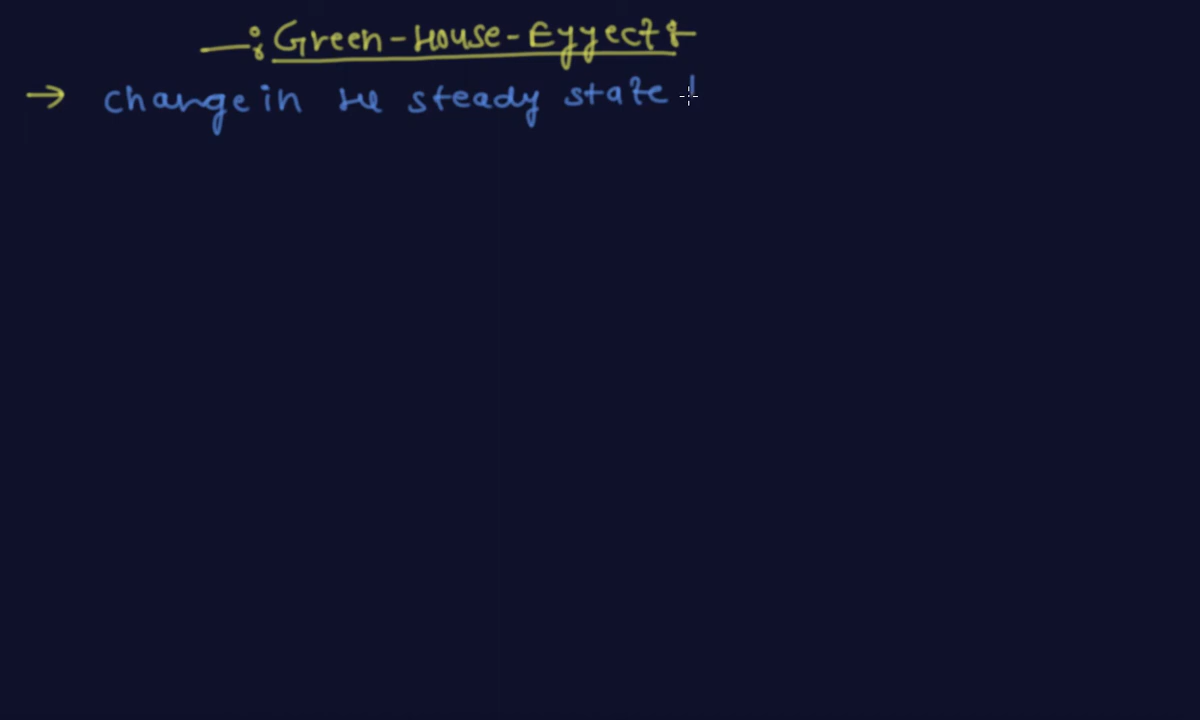 -: Green-House-Effect :-
→ change in the steady state